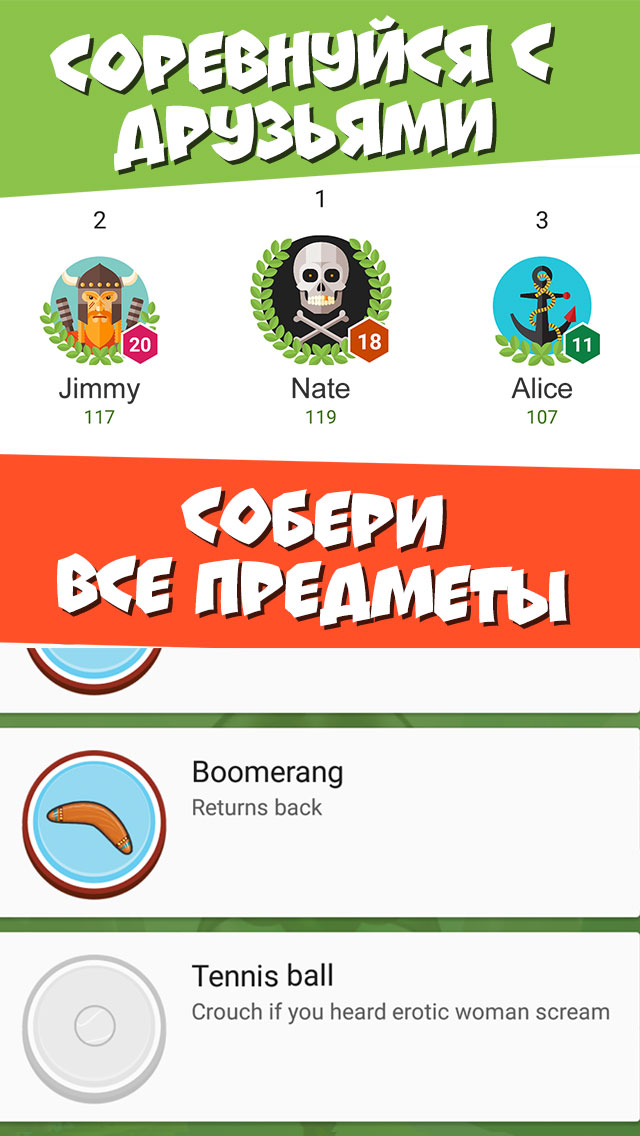 СОРЕВНУЙСЯ С
ДРУЗЬЯМИ
1
2
3
20
18
11
Jimmy
Nate
Alice
117
119
107
СОБЕРИ
ВСЕ ПРЕДМЕТЫ
Boomerang
Returns back
Tennis ball
Crouch if you heard erotic woman scream